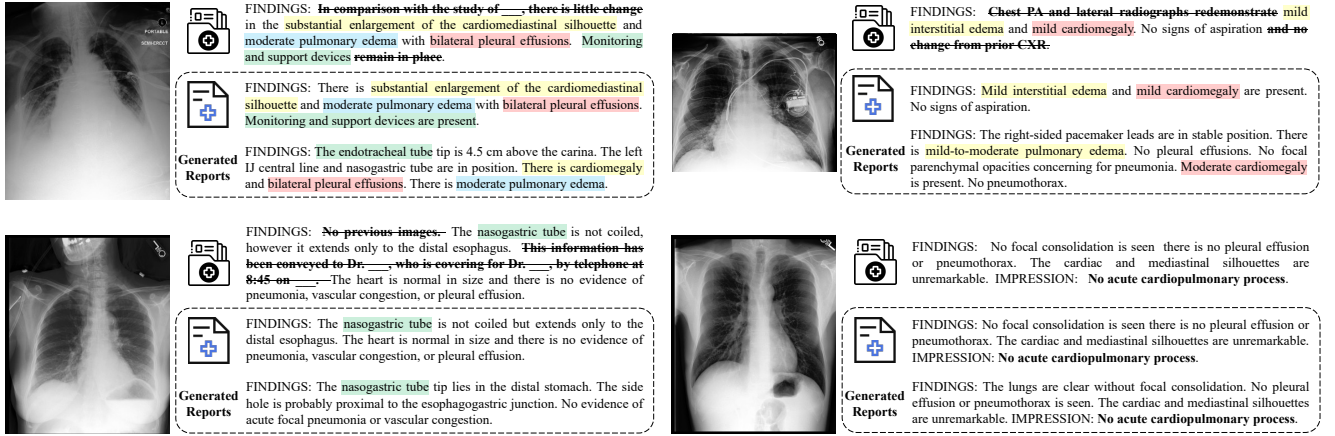 PORTABLE
SEMI-ERECT
FINDINGS: In comparison with the study of ___, there is little change
in the substantial enlargement of the cardiomediastinal silhouette and
moderate pulmonary edema with bilateral pleural effusions. Monitoring
and support devices remain in place.
FINDINGS: There is substantial enlargement of the cardiomediastinal
silhouette and moderate pulmonary edema with bilateral pleural effusions.
Monitoring and support devices are present.
Generated
Reports
FINDINGS: The endotracheal tube tip is 4.5 cm above the carina. The left
IJ central line and nasogastric tube are in position. There is cardiomegaly
and bilateral pleural effusions. There is moderate pulmonary edema.
FINDINGS: Chest PA and lateral radiographs redemonstrate mild
interstitial edema and mild cardiomegaly. No signs of aspiration and no
change from prior CXR.
FINDINGS: Mild interstitial edema and mild cardiomegaly are present.
No signs of aspiration.
Generated
Reports
FINDINGS: The right-sided pacemaker leads are in stable position. There
is mild-to-moderate pulmonary edema. No pleural effusions. No focal
parenchymal opacities concerning for pneumonia. Moderate cardiomegaly
is present. No pneumothorax.
FINDINGS: No previous images. The nasogastric tube is not coiled,
however it extends only to the distal esophagus. This information has
been conveyed to Dr. ___, who is covering for Dr. ___, by telephone at
8:45 on ___. The heart is normal in size and there is no evidence of
pneumonia, vascular congestion, or pleural effusion.
FINDINGS: The nasogastric tube is not coiled but extends only to the
distal esophagus. The heart is normal in size and there is no evidence of
pneumonia, vascular congestion, or pleural effusion.
Generated
Reports
FINDINGS: The nasogastric tube tip lies in the distal stomach. The side
hole is probably proximal to the esophagogastric junction. No evidence of
acute focal pneumonia or vascular congestion.
FINDINGS: No focal consolidation is seen there is no pleural effusion
or pneumothorax. The cardiac and mediastinal silhouettes are
unremarkable. IMPRESSION: No acute cardiopulmonary process.
FINDINGS: No focal consolidation is seen there is no pleural effusion or
pneumothorax. The cardiac and mediastinal silhouettes are unremarkable.
IMPRESSION: No acute cardiopulmonary process.
Generated
Reports
FINDINGS: The lungs are clear without focal consolidation. No pleural
effusion or pneumothorax is seen. The cardiac and mediastinal silhouettes
are unremarkable. IMPRESSION: No acute cardiopulmonary process.